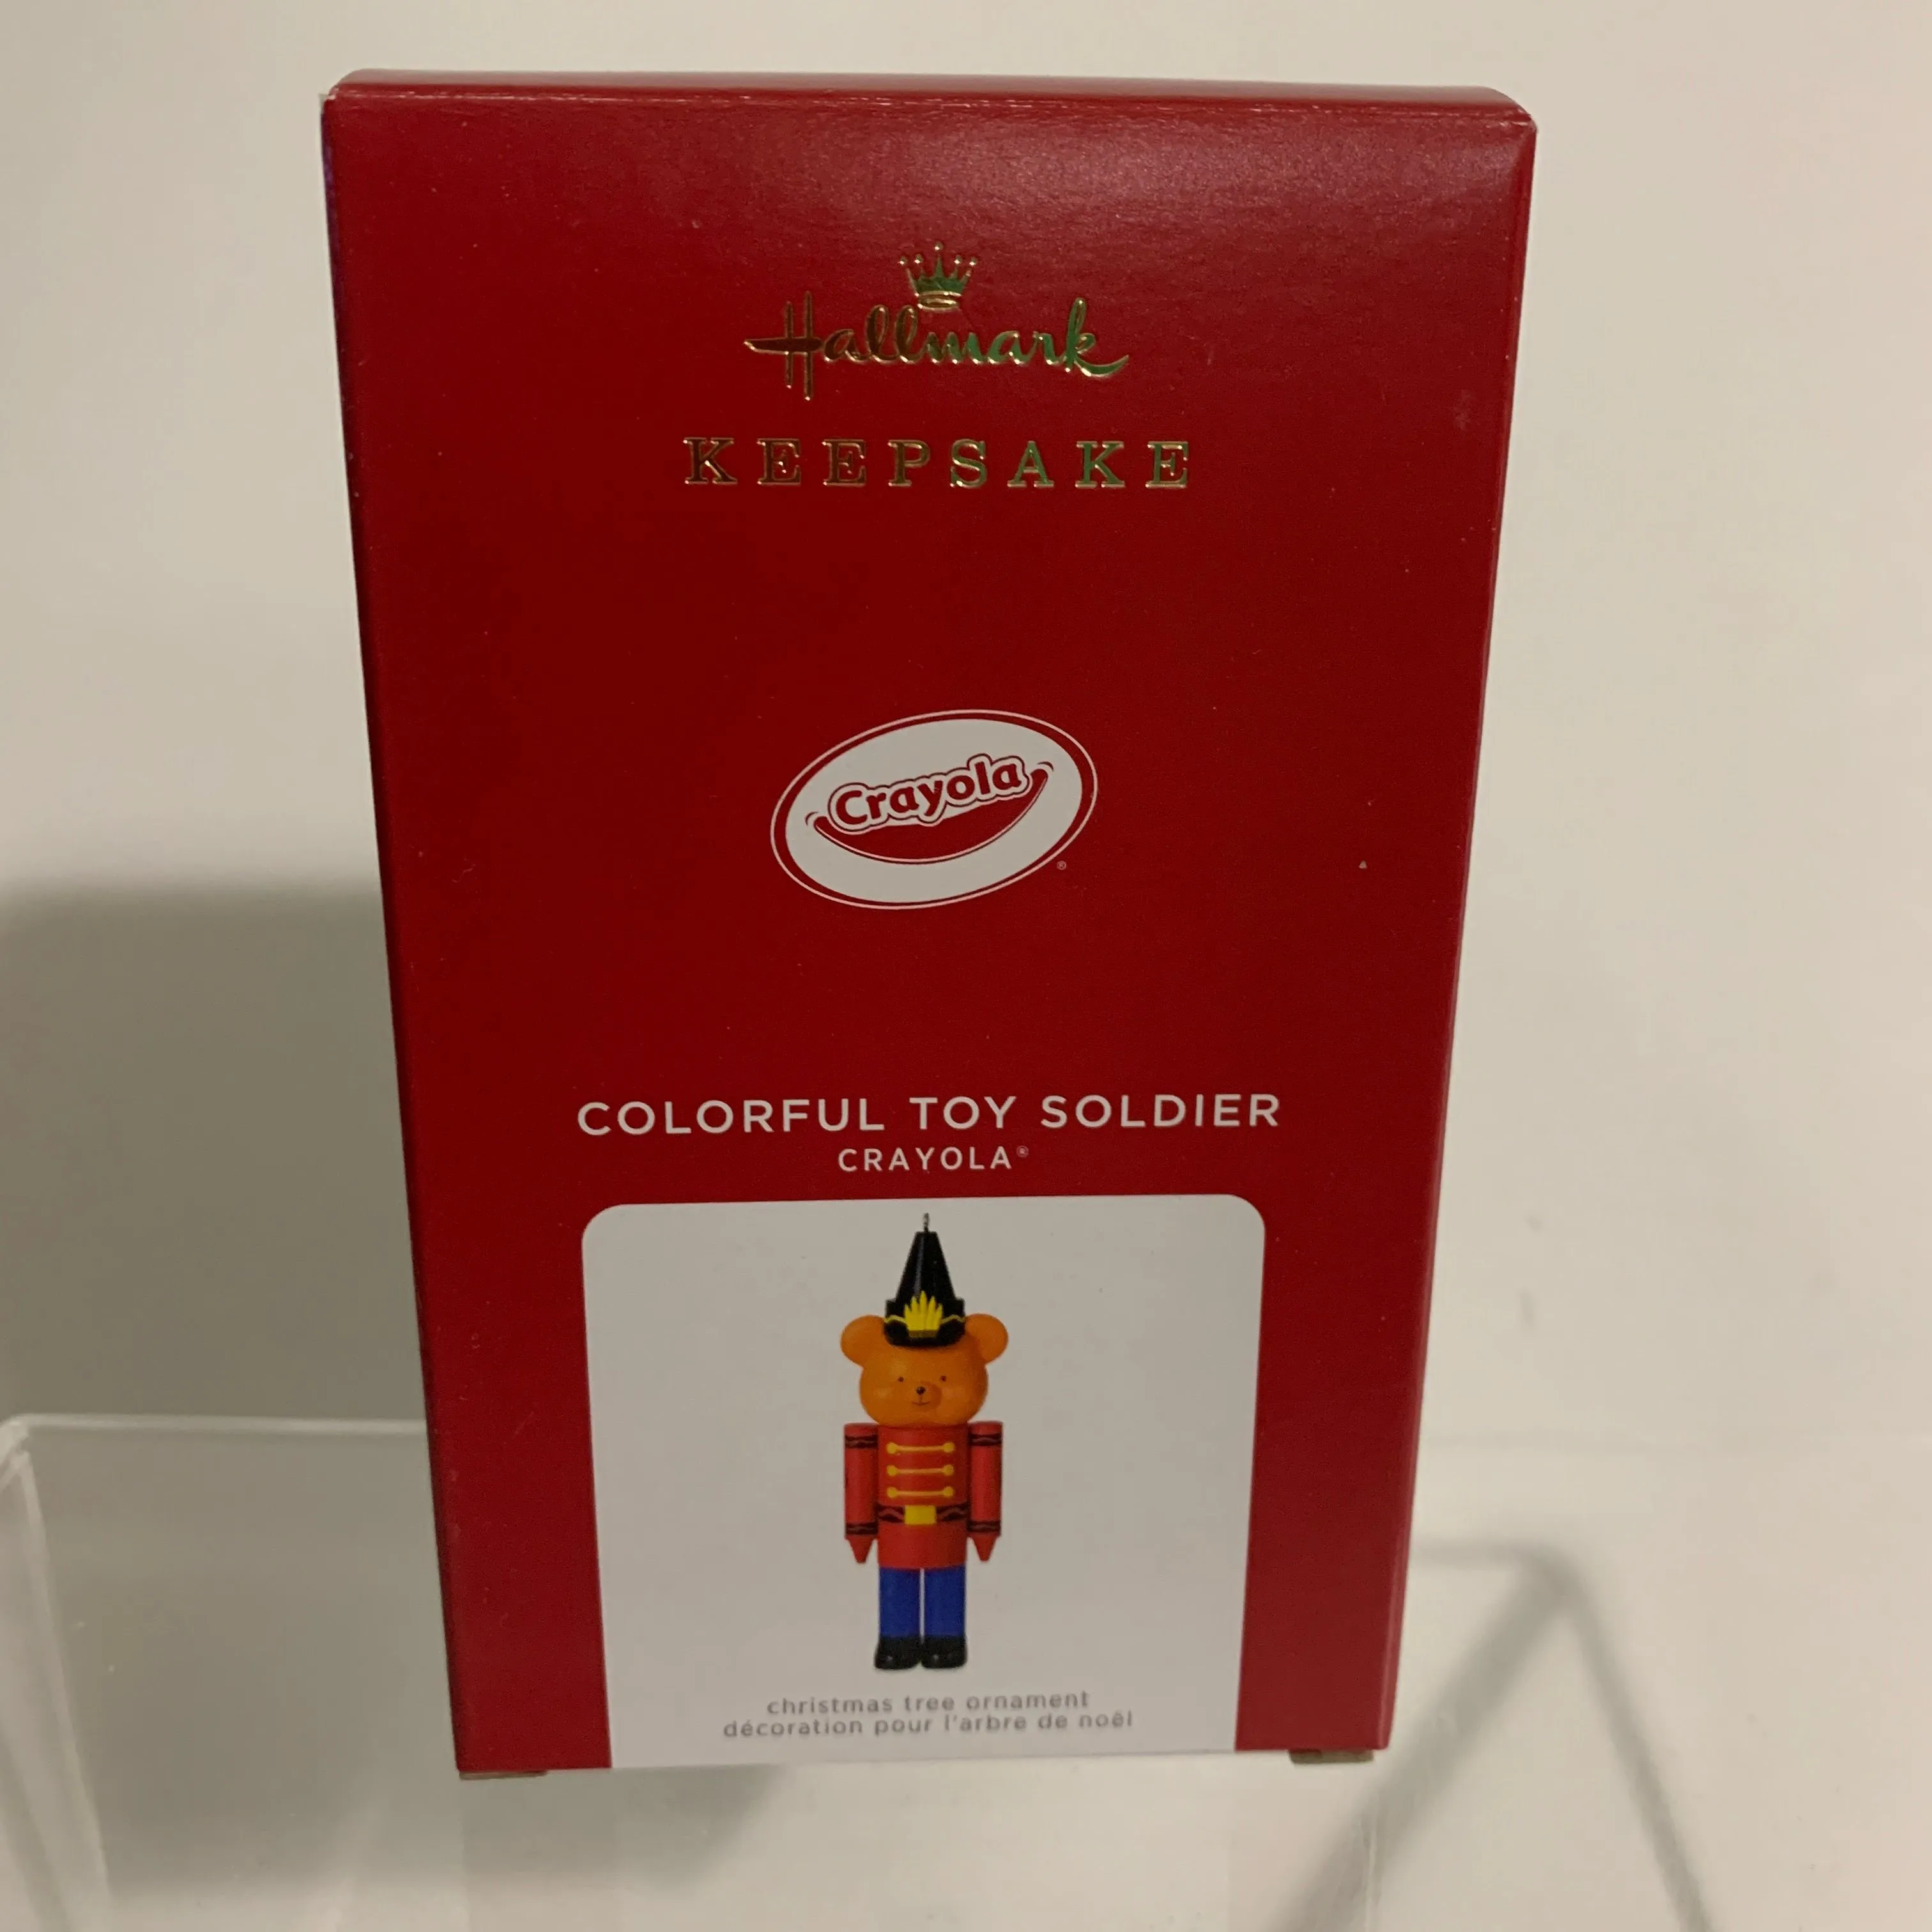 Hallmark
KEEPSAKE
Crayola
®
COLORFUL TOY SOLDIER
CRAYOLA®
christmas tree ornament
décoration pour l'arbre de noël